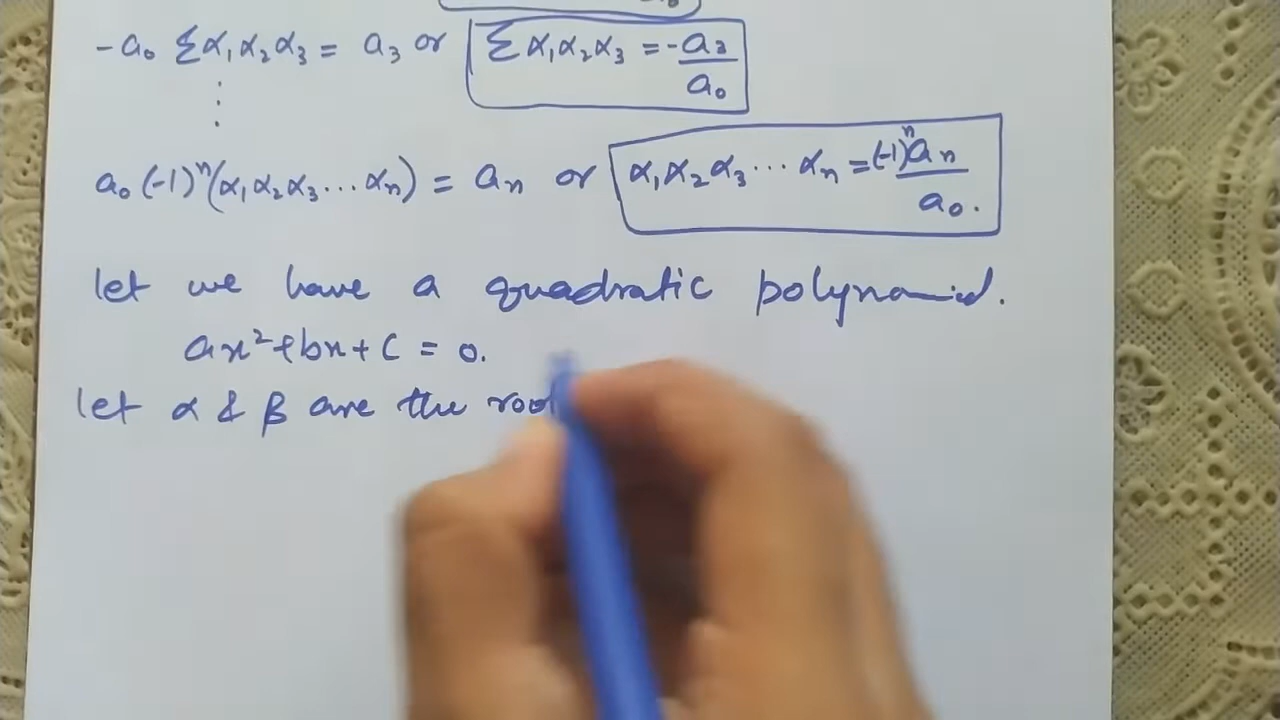 -a₀ Σα₁α₂α₃ = a₃ or Σα₁α₂α₃ = -a₃/a₀
⋮
a₀(-1)ⁿ(α₁α₂α₃...αₙ) = aₙ or α₁α₂α₃...αₙ = (-1)ⁿaₙ/a₀.
let we have a quadratic polynomial.
ax²+bx+c = 0.
let α & β are the